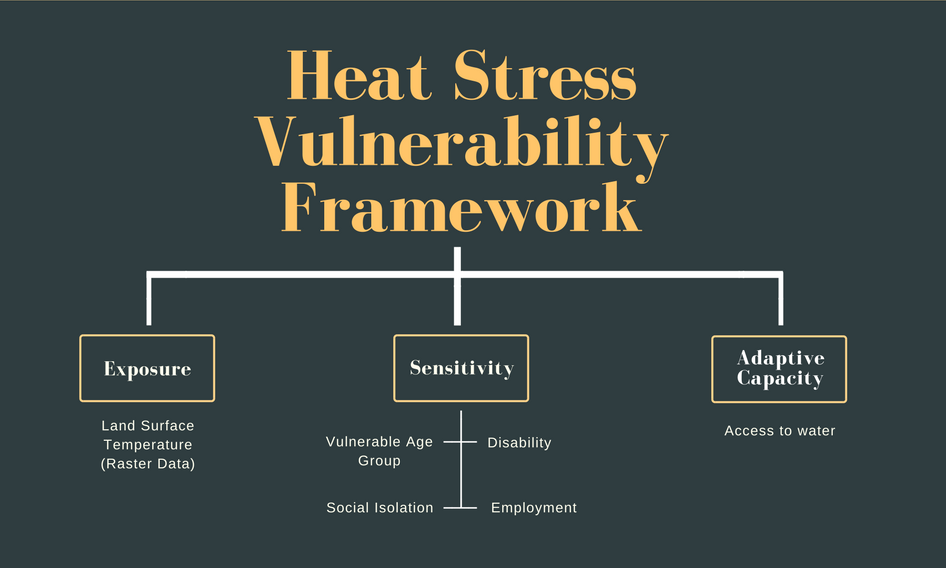 Heat Stress
Vulnerability
Framework
Exposure
Land Surface
Temperature
(Raster Data)
Sensitivity
Vulnerable Age
Group
Disability
Social Isolation
Employment
Adaptive
Capacity
Access to water